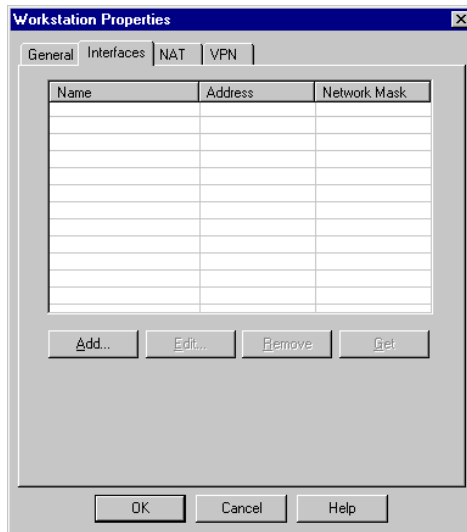 Workstation Properties
General Interfaces NAT VPN
Name Address Network Mask
Add... Edit... Remove Get
OK Cancel Help